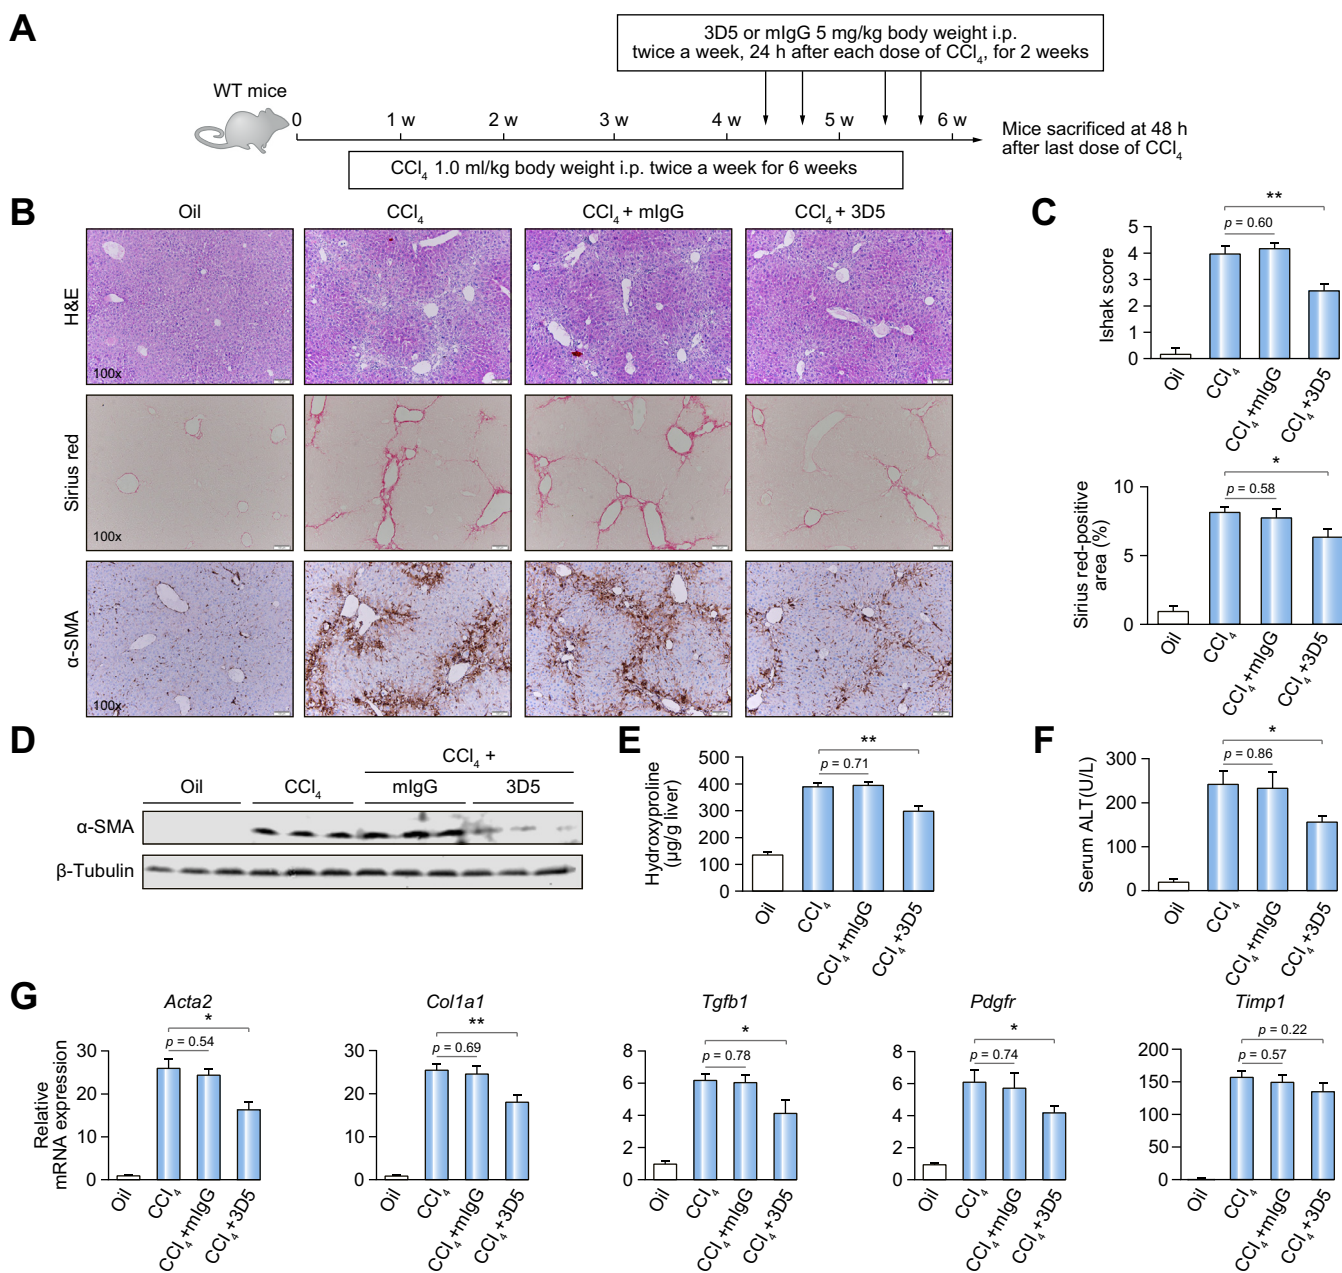 A
3D5 or mIgG 5 mg/kg body weight i.p.
twice a week, 24 h after each dose of CCl₄, for 2 weeks
WT mice
0 1 w 2 w 3 w 4 w 5 w 6 w
Mice sacrificed at 48 h
after last dose of CCl₄
CCl₄ 1.0 ml/kg body weight i.p. twice a week for 6 weeks
B
Oil CCl₄ CCl₄ + mIgG CCl₄ + 3D5
H&E
100x
Sirius red
100x
α-SMA
100x
C
**
p = 0.60
Ishak score
5
4
3
2
1
0
Oil CCl₄ CCl₄ +mIgG CCl₄ +3D5
*
p = 0.58
Sirius red-positive
area (%)
10
5
0
Oil CCl₄ CCl₄ +mIgG CCl₄ +3D5
D
CCl₄ +
Oil CCl₄ mIgG 3D5
α-SMA
β-Tubulin
E
**
p = 0.71
Hydroxyproline
(µg/g liver)
500
400
300
200
100
0
Oil CCl₄ CCl₄ +mIgG CCl₄ +3D5
F
*
p = 0.86
Serum ALT(U/L)
300
200
100
0
Oil CCl₄ CCl₄ +mIgG CCl₄ +3D5
G
Relative
mRNA expression
Acta2
*
p = 0.54
30
20
10
0
Oil CCl₄ CCl₄ +mIgG CCl₄ +3D5
Col1a1
**
p = 0.69
30
20
10
0
Oil CCl₄ CCl₄ +mIgG CCl₄ +3D5
Tgfb1
*
p = 0.78
8
6
4
2
0
Oil CCl₄ CCl₄ +mIgG CCl₄ +3D5
Pdgfr
*
p = 0.74
8
6
4
2
0
Oil CCl₄ CCl₄ +mIgG CCl₄ +3D5
Timp1
p = 0.22
p = 0.57
200
150
100
50
0
Oil CCl₄ CCl₄ +mIgG CCl₄ +3D5